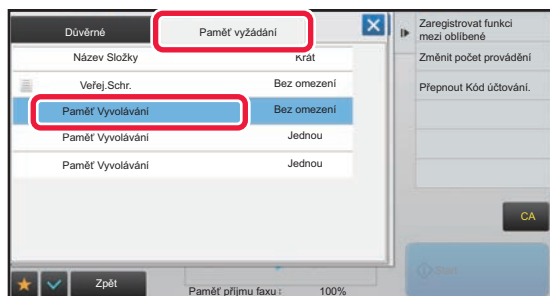 Důvěrné
Paměť vyžádání
Název Složky
Krát
Veřej.Schr.
Bez omezení
Paměť Vyvolávání
Bez omezení
Paměť Vyvolávání
Jednou
Paměť Vyvolávání
Jednou
Zpět
Paměť příjmu faxu :
100%
Zaregistrovat funkci
mezi oblíbené
Změnit počet provádění
Přepnout Kód účtování.
CA
Start